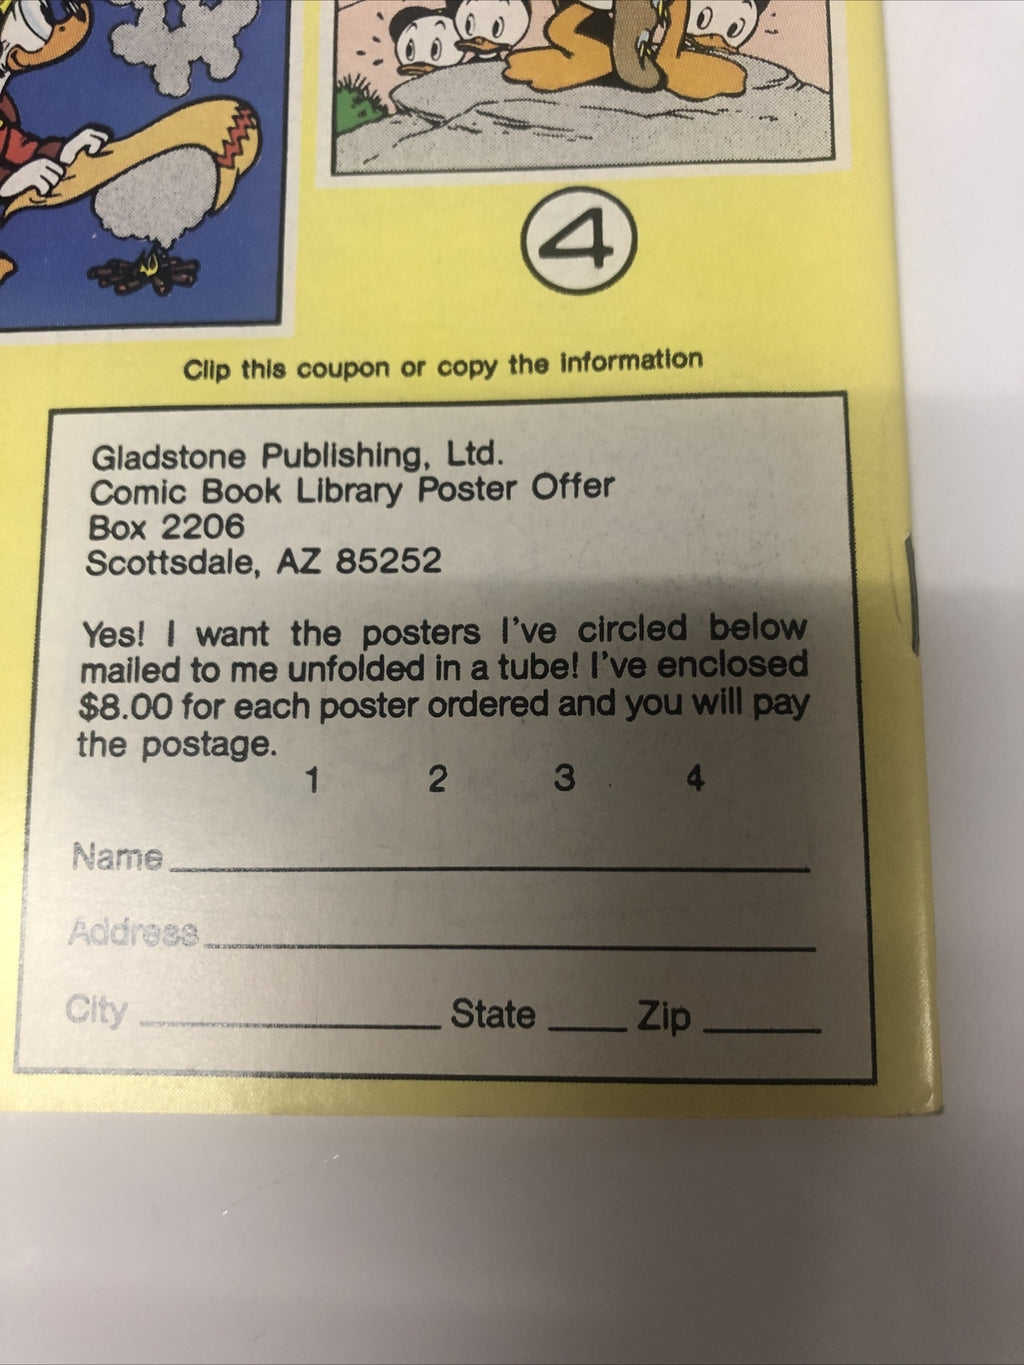 4
Clip this coupon or copy the information
Gladstone Publishing, Ltd.
Comic Book Library Poster Offer
Box 2206
Scottsdale, AZ 85252
Yes! I want the posters I've circled below
mailed to me unfolded in a tube! I've enclosed
$8.00 for each poster ordered and you will pay
the postage.
1 2 3 4
Name
Address
City State Zip